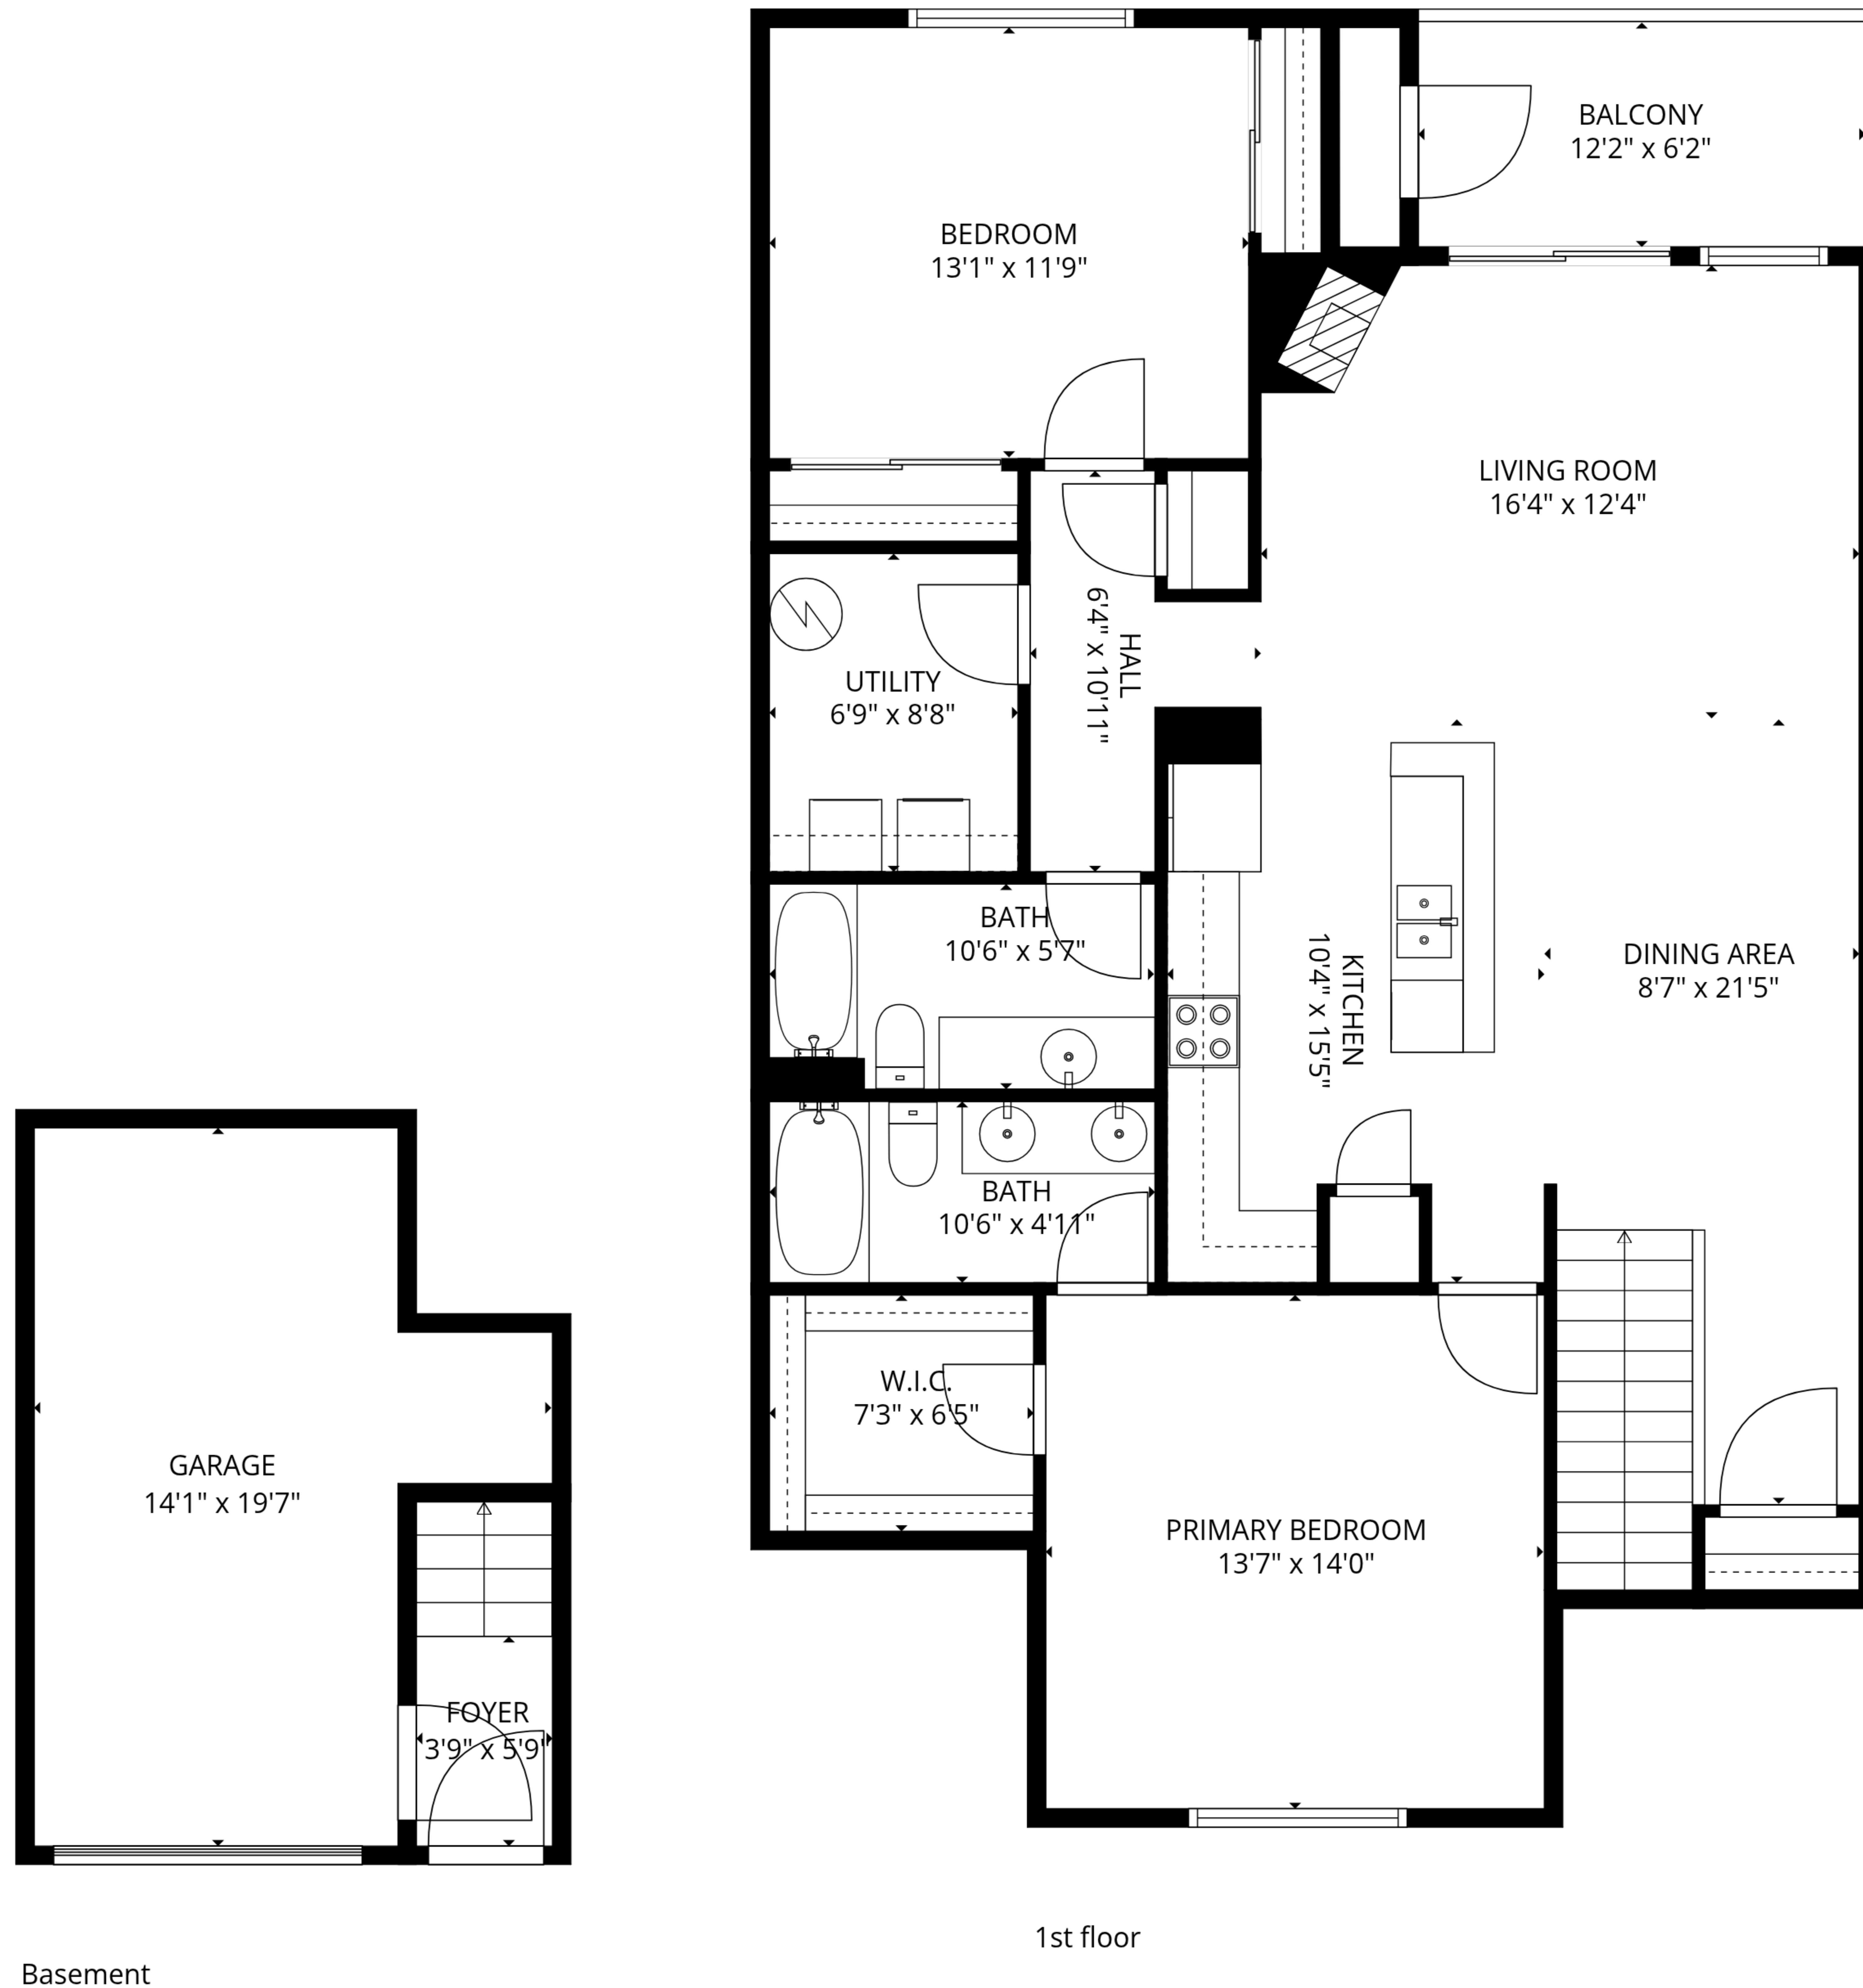 BALCONY
12'2" x 6'2"
BEDROOM
13'1" x 11'9"
LIVING ROOM
16'4" x 12'4"
HALL
6'4" x 10'11"
UTILITY
6'9" x 8'8"
BATH
10'6" x 5'7"
KITCHEN
10'4" x 15'5"
DINING AREA
8'7" x 21'5"
BATH
10'6" x 4'11"
W.I.C.
7'3" x 6'5"
GARAGE
14'1" x 19'7"
PRIMARY BEDROOM
13'7" x 14'0"
FOYER
3'9" x 5'9"
1st floor
Basement